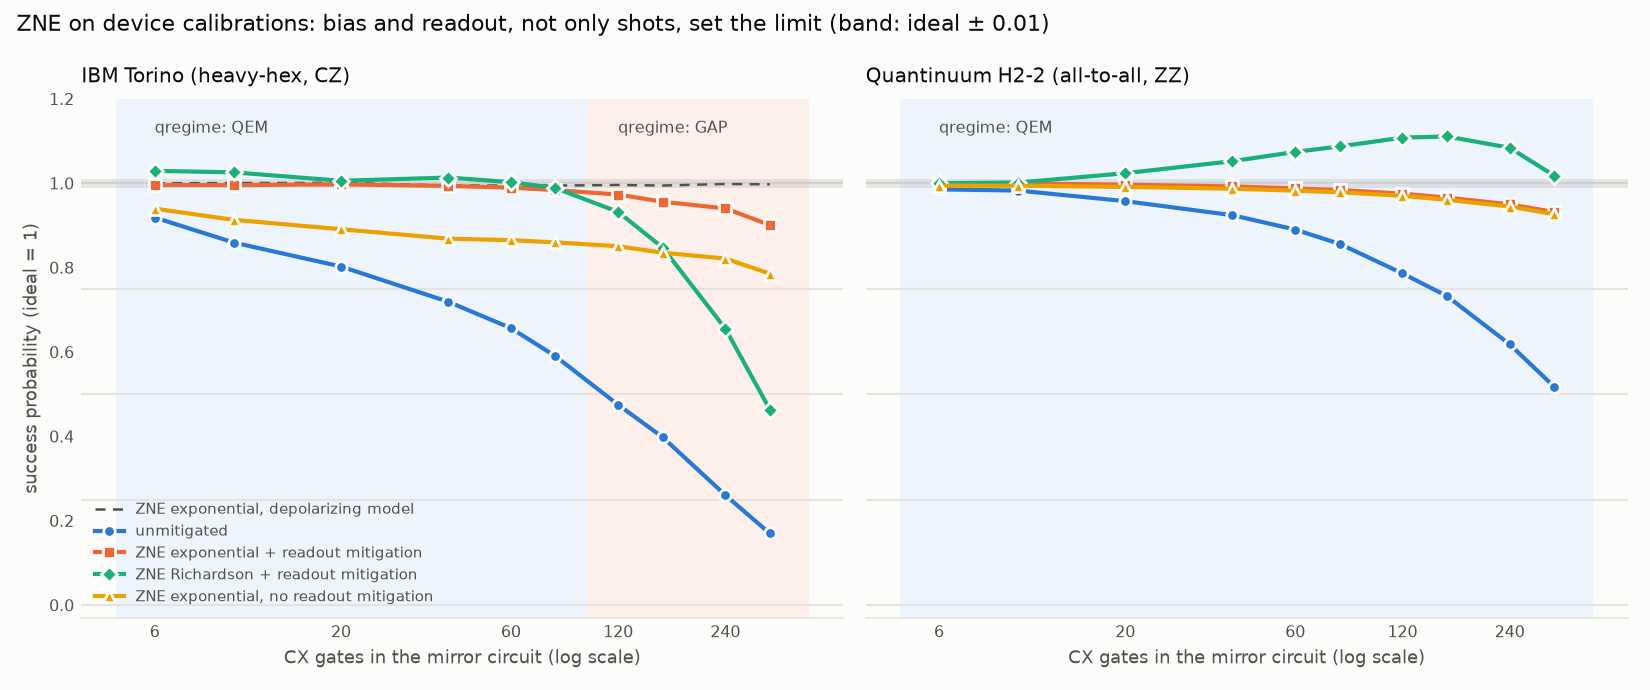 ZNE on device calibrations: bias and readout, not only shots, set the limit (band: ideal ± 0.01)
IBM Torino (heavy-hex, CZ)
Quantinuum H2-2 (all-to-all, ZZ)
1.2
1.0
0.8
0.6
0.4
0.2
0.0
success probability (ideal = 1)
qregime: QEM
qregime: GAP
qregime: QEM
ZNE exponential, depolarizing model
unmitigated
ZNE exponential + readout mitigation
ZNE Richardson + readout mitigation
ZNE exponential, no readout mitigation
6 20 60 120 240
6 20 60 120 240
CX gates in the mirror circuit (log scale)
CX gates in the mirror circuit (log scale)